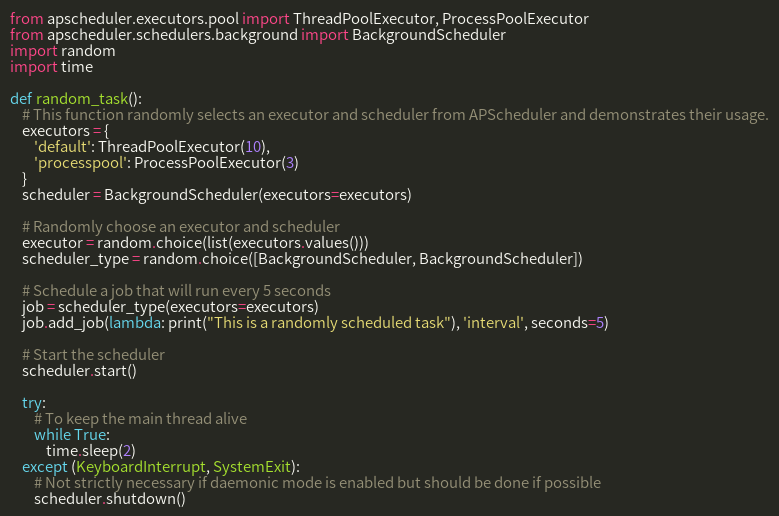 from apscheduler.executors.pool import ThreadPoolExecutor, ProcessPoolExecutor
from apscheduler.schedulers.background import BackgroundScheduler
import random
import time

def random_task():
    # This function randomly selects an executor and scheduler from APScheduler and demonstrates their usage.
    executors = {
        'default': ThreadPoolExecutor(10),
        'processpool': ProcessPoolExecutor(3)
    }
    scheduler = BackgroundScheduler(executors=executors)

    # Randomly choose an executor and scheduler
    executor = random.choice(list(executors.values()))
    scheduler_type = random.choice([BackgroundScheduler, BackgroundScheduler])

    # Schedule a job that will run every 5 seconds
    job = scheduler_type(executors=executors)
    job.add_job(lambda: print("This is a randomly scheduled task"), 'interval', seconds=5)

    # Start the scheduler
    scheduler.start()

    try:
        # To keep the main thread alive
        while True:
            time.sleep(2)
    except (KeyboardInterrupt, SystemExit):
        # Not strictly necessary if daemonic mode is enabled but should be done if possible
        scheduler.shutdown()